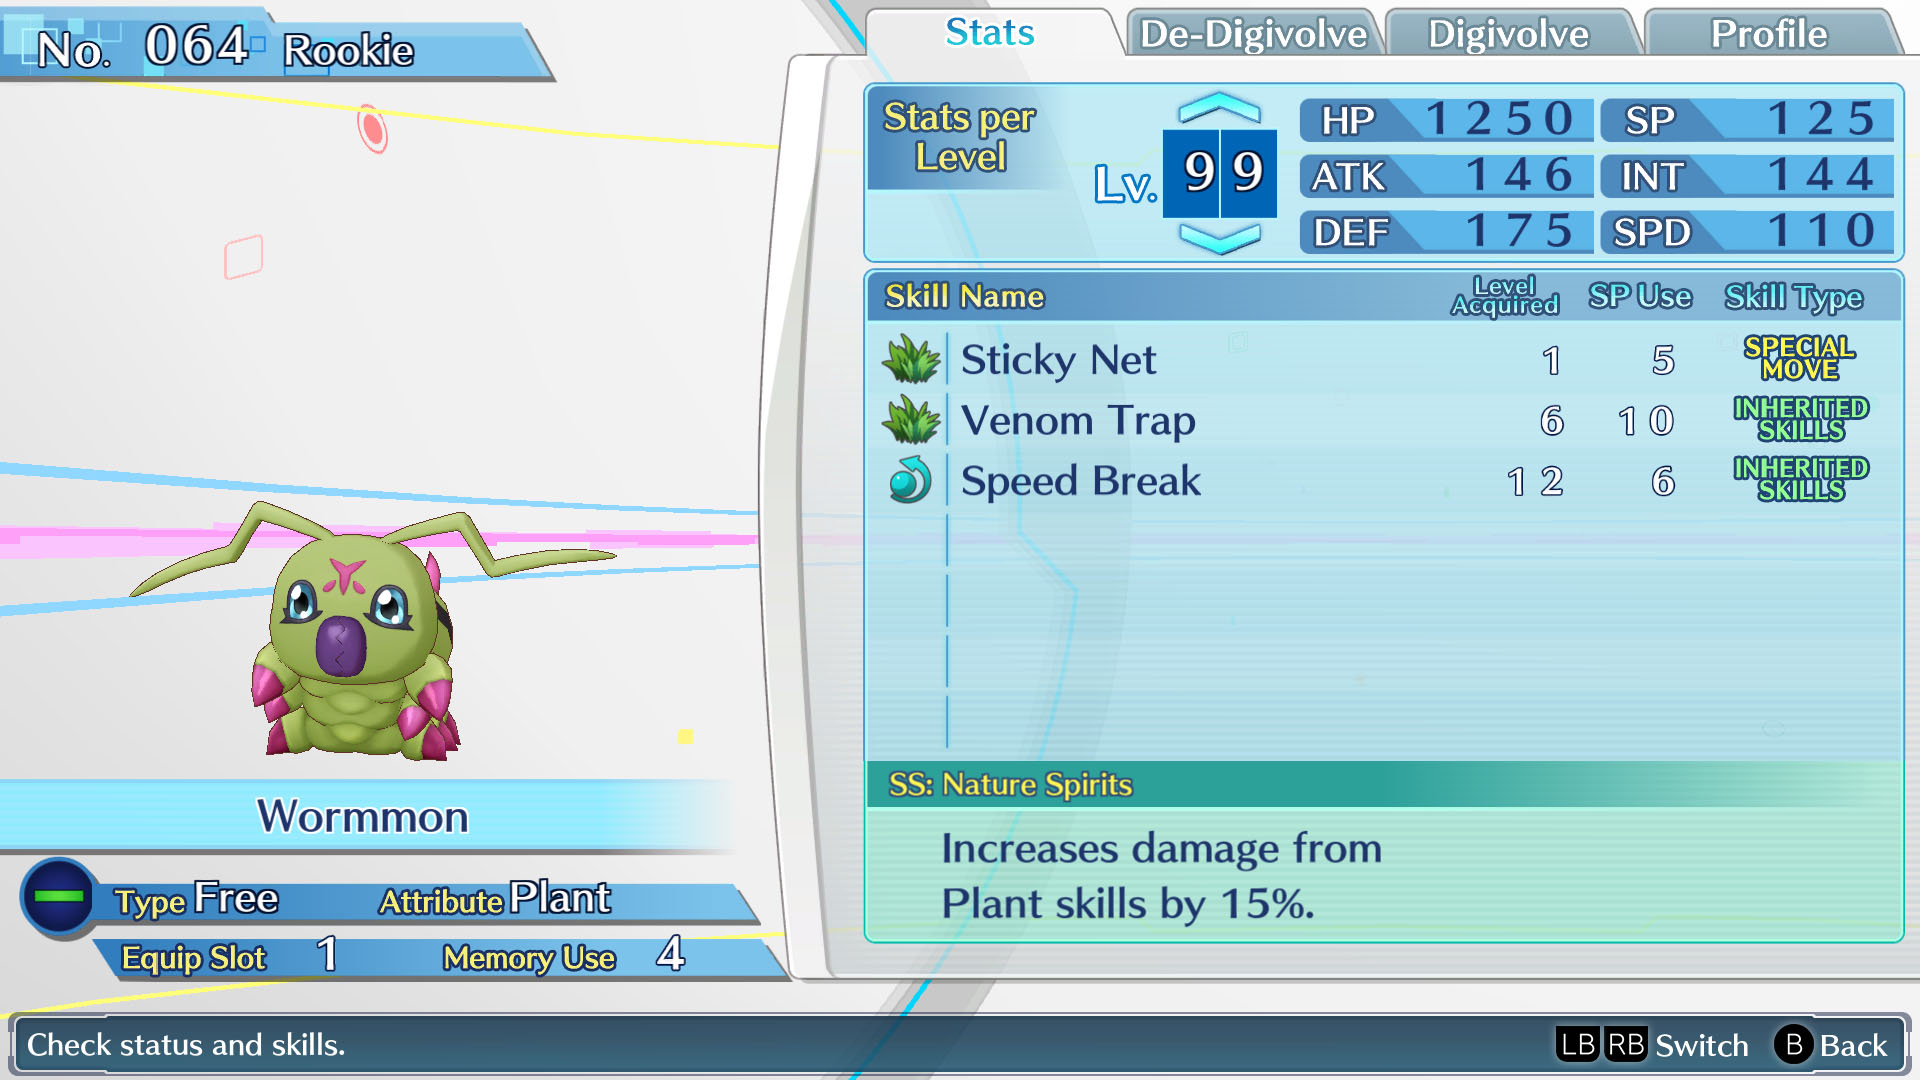 No. 064 Rookie
Stats De-Digivolve Digivolve Profile
Stats per
Level
Lv. 99
HP 1250 SP 125
ATK 146 INT 144
DEF 175 SPD 110
Skill Name Level Acquired SP Use Skill Type
Sticky Net 1 5 SPECIAL MOVE
Venom Trap 6 10 INHERITED SKILLS
Speed Break 12 6 INHERITED SKILLS
SS: Nature Spirits
Increases damage from
Plant skills by 15%.
Wormmon
Type Free Attribute Plant
Equip Slot 1 Memory Use 4
Check status and skills.
LB RB Switch B Back